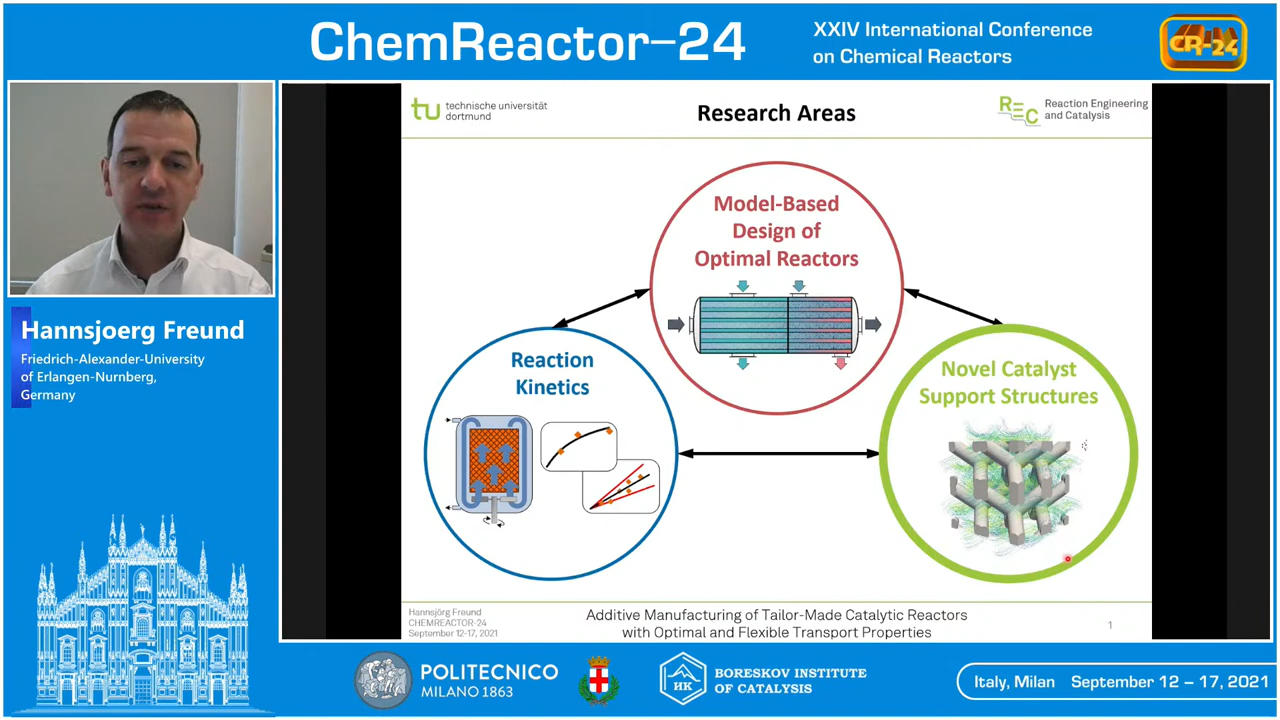 ChemReactor-24
XXIV International Conference
on Chemical Reactors
CR-24
tu technische universität
dortmund
Research Areas
REC Reaction Engineering
and Catalysis
Model-Based
Design of
Optimal Reactors
Reaction
Kinetics
Novel Catalyst
Support Structures
Hannsjoerg Freund
Friedrich-Alexander-University
of Erlangen-Nurnberg,
Germany
Hannsjörg Freund
CHEMREACTOR-24
September 12-17, 2021
Additive Manufacturing of Tailor-Made Catalytic Reactors
with Optimal and Flexible Transport Properties
1
POLITECNICO
MILANO 1863
НК
BORESKOV INSTITUTE
OF CATALYSIS
Italy, Milan September 12 – 17, 2021